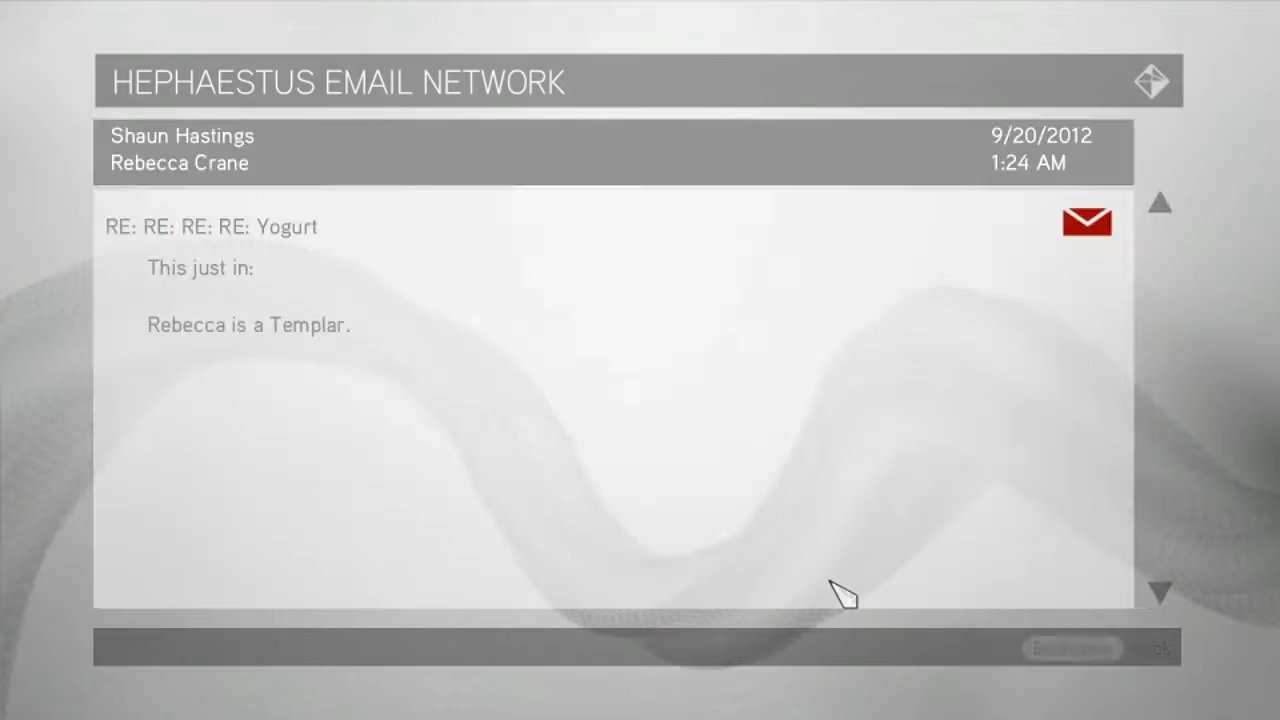 HEPHAESTUS EMAIL NETWORK
Shaun Hastings 9/20/2012
Rebecca Crane 1:24 AM
RE: RE: RE: RE: Yogurt
This just in:
Rebecca is a Templar.